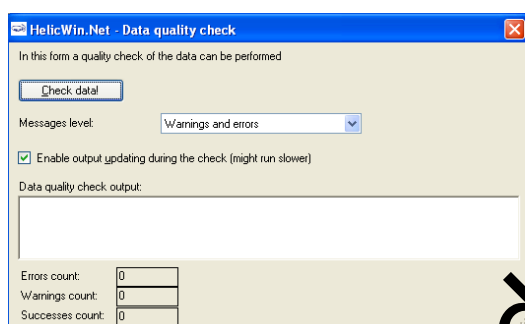 HelicWin.Net - Data quality check
In this form a quality check of the data can be performed
Check data!
Messages level: Warnings and errors
Enable output updating during the check (might run slower)
Data quality check output:
Errors count: 0
Warnings count: 0
Successes count: 0